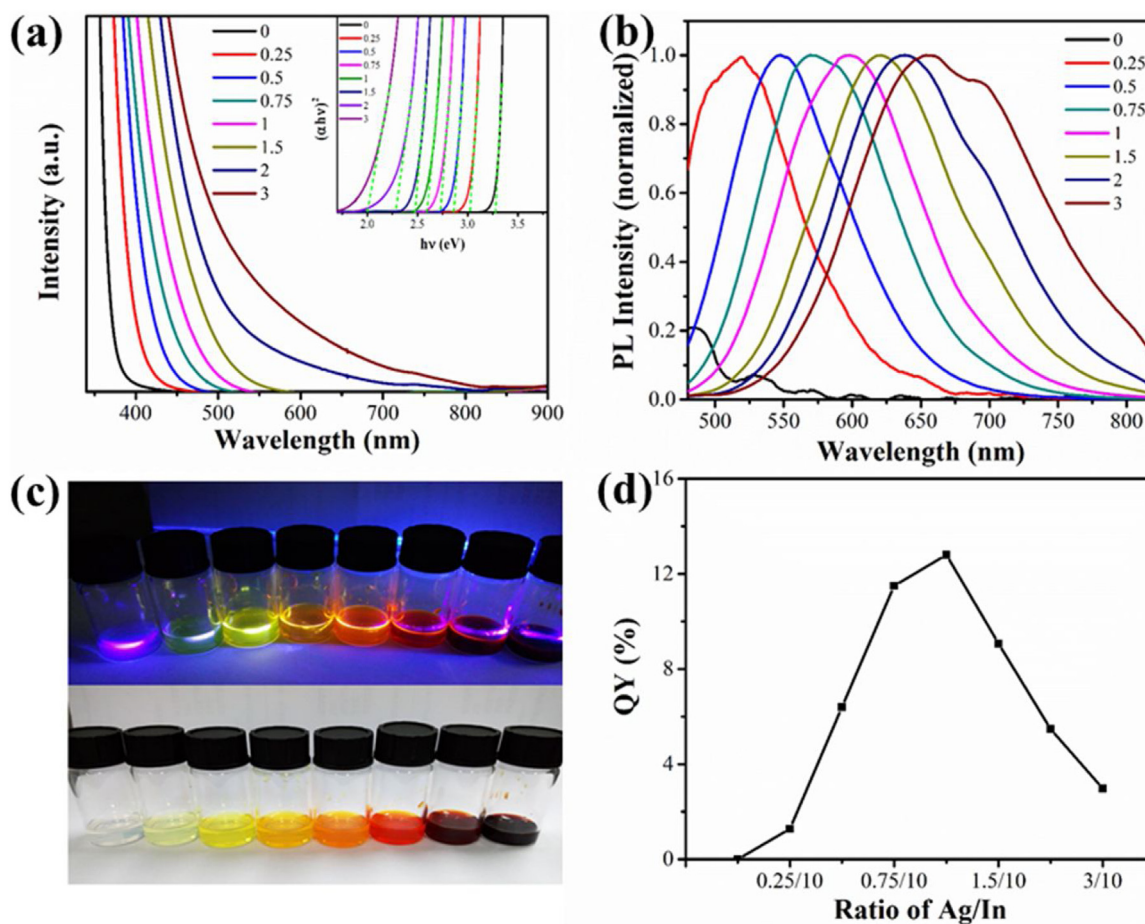 (a)
0
0.25
0.5
0.75
1
1.5
2
3
Intensity (a.u.)
400 500 600 700 800 900
Wavelength (nm)
0
0.25
0.5
0.75
1
1.5
2
3
(αhν)²
2.0 2.5 3.0 3.5
hν (eV)
(b)
1.0
0.8
0.6
0.4
0.2
0.0
PL Intensity (normalized)
0
0.25
0.5
0.75
1
1.5
2
3
500 550 600 650 700 750 800
Wavelength (nm)
(c)
(d)
16
12
8
4
0
QY (%)
0.25/10 0.75/10 1.5/10 3/10
Ratio of Ag/In